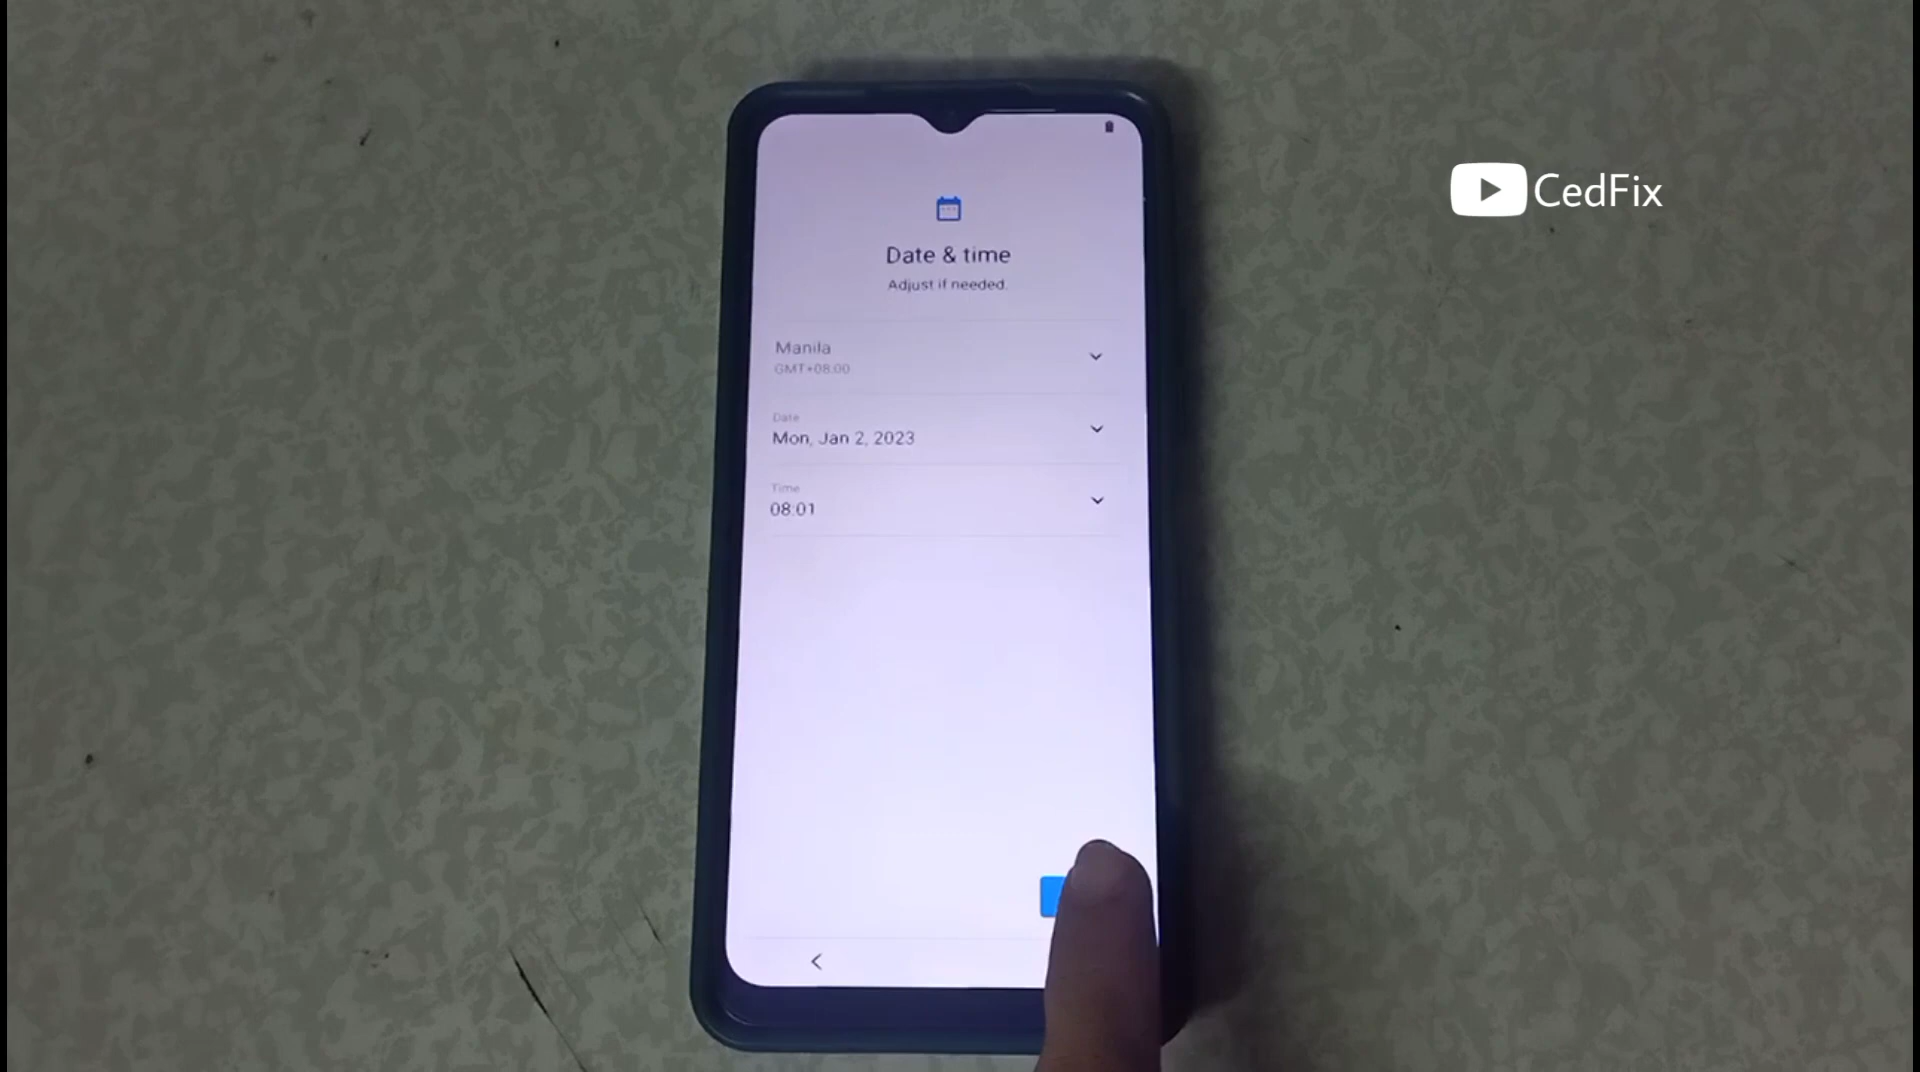 CedFix
Date & time
Adjust if needed.
Manila
GMT+08:00
Date
Mon, Jan 2, 2023
Time
08:01